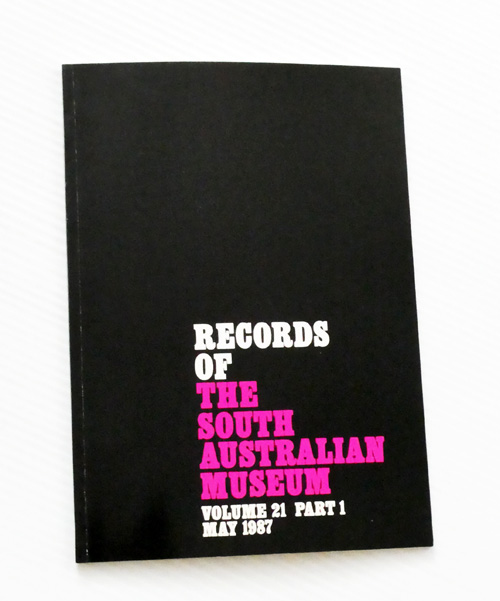 RECORDS
OF
THE
SOUTH
AUSTRALIAN
MUSEUM
VOLUME 21 PART 1
MAY 1987